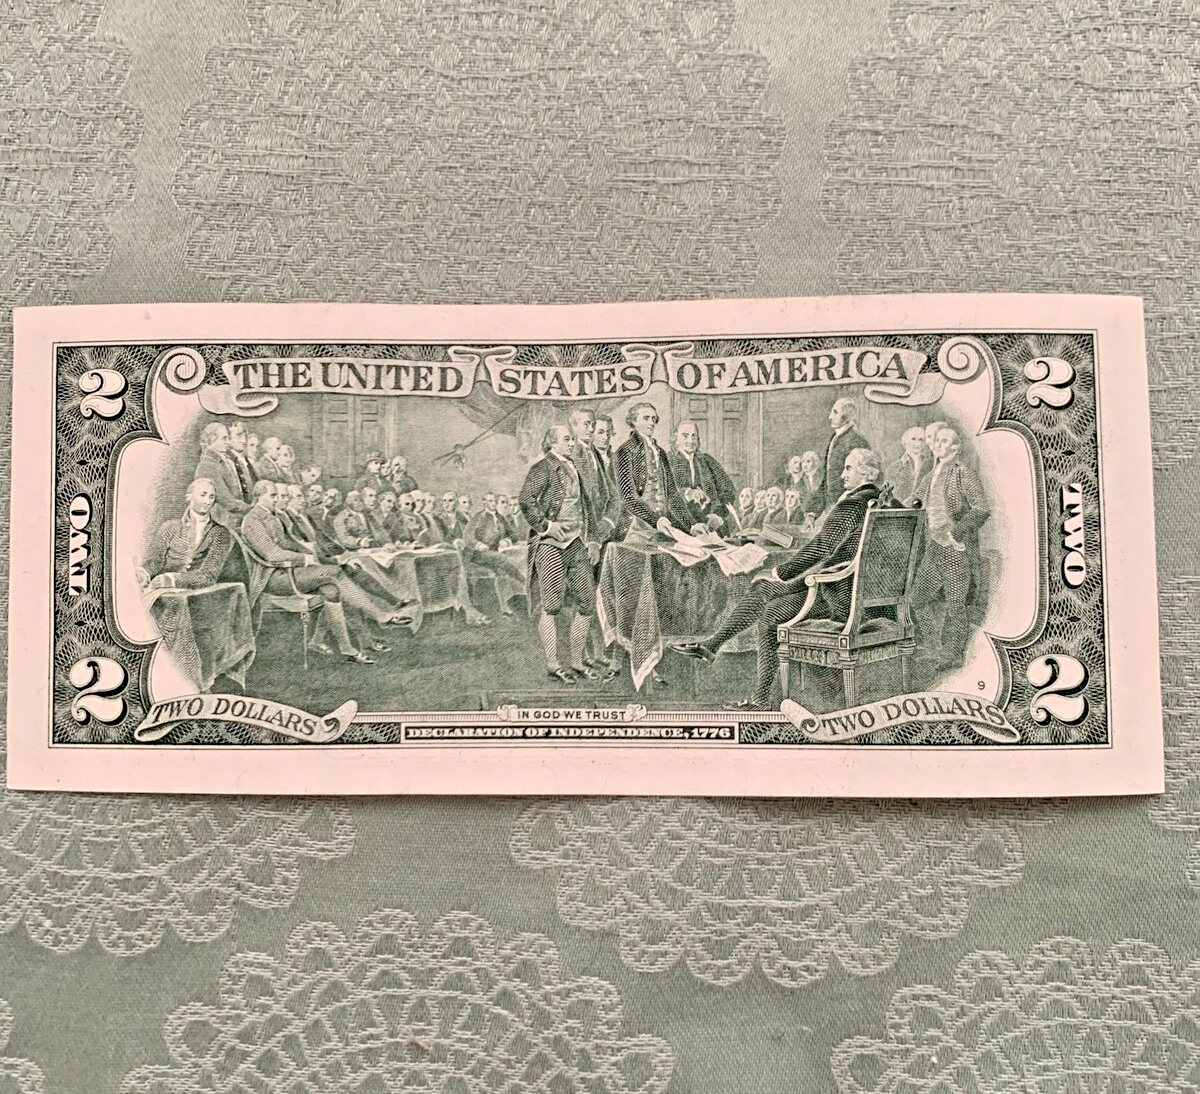 THE UNITED STATES OF AMERICA
2
2
TWO
TWO
2
2
9
TWO DOLLARS
IN GOD WE TRUST
TWO DOLLARS
DECLARATION OF INDEPENDENCE, 1776